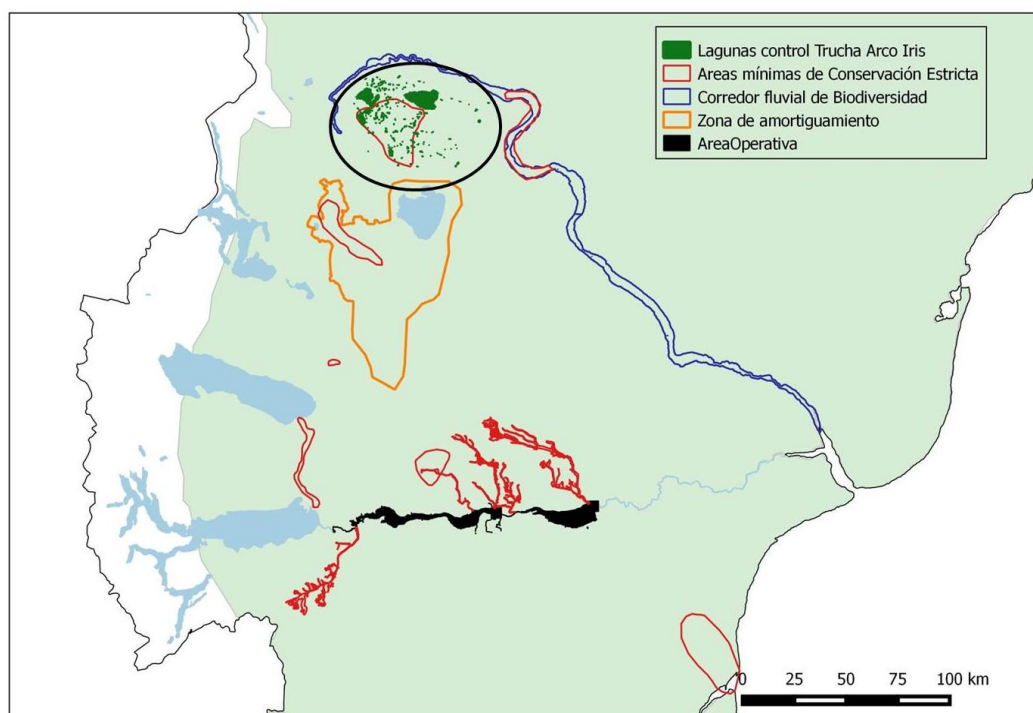 Lagunas control Trucha Arco Iris
Areas mínimas de Conservación Estricta
Corredor fluvial de Biodiversidad
Zona de amortiguamiento
AreaOperativa
0 25 50 75 100 km